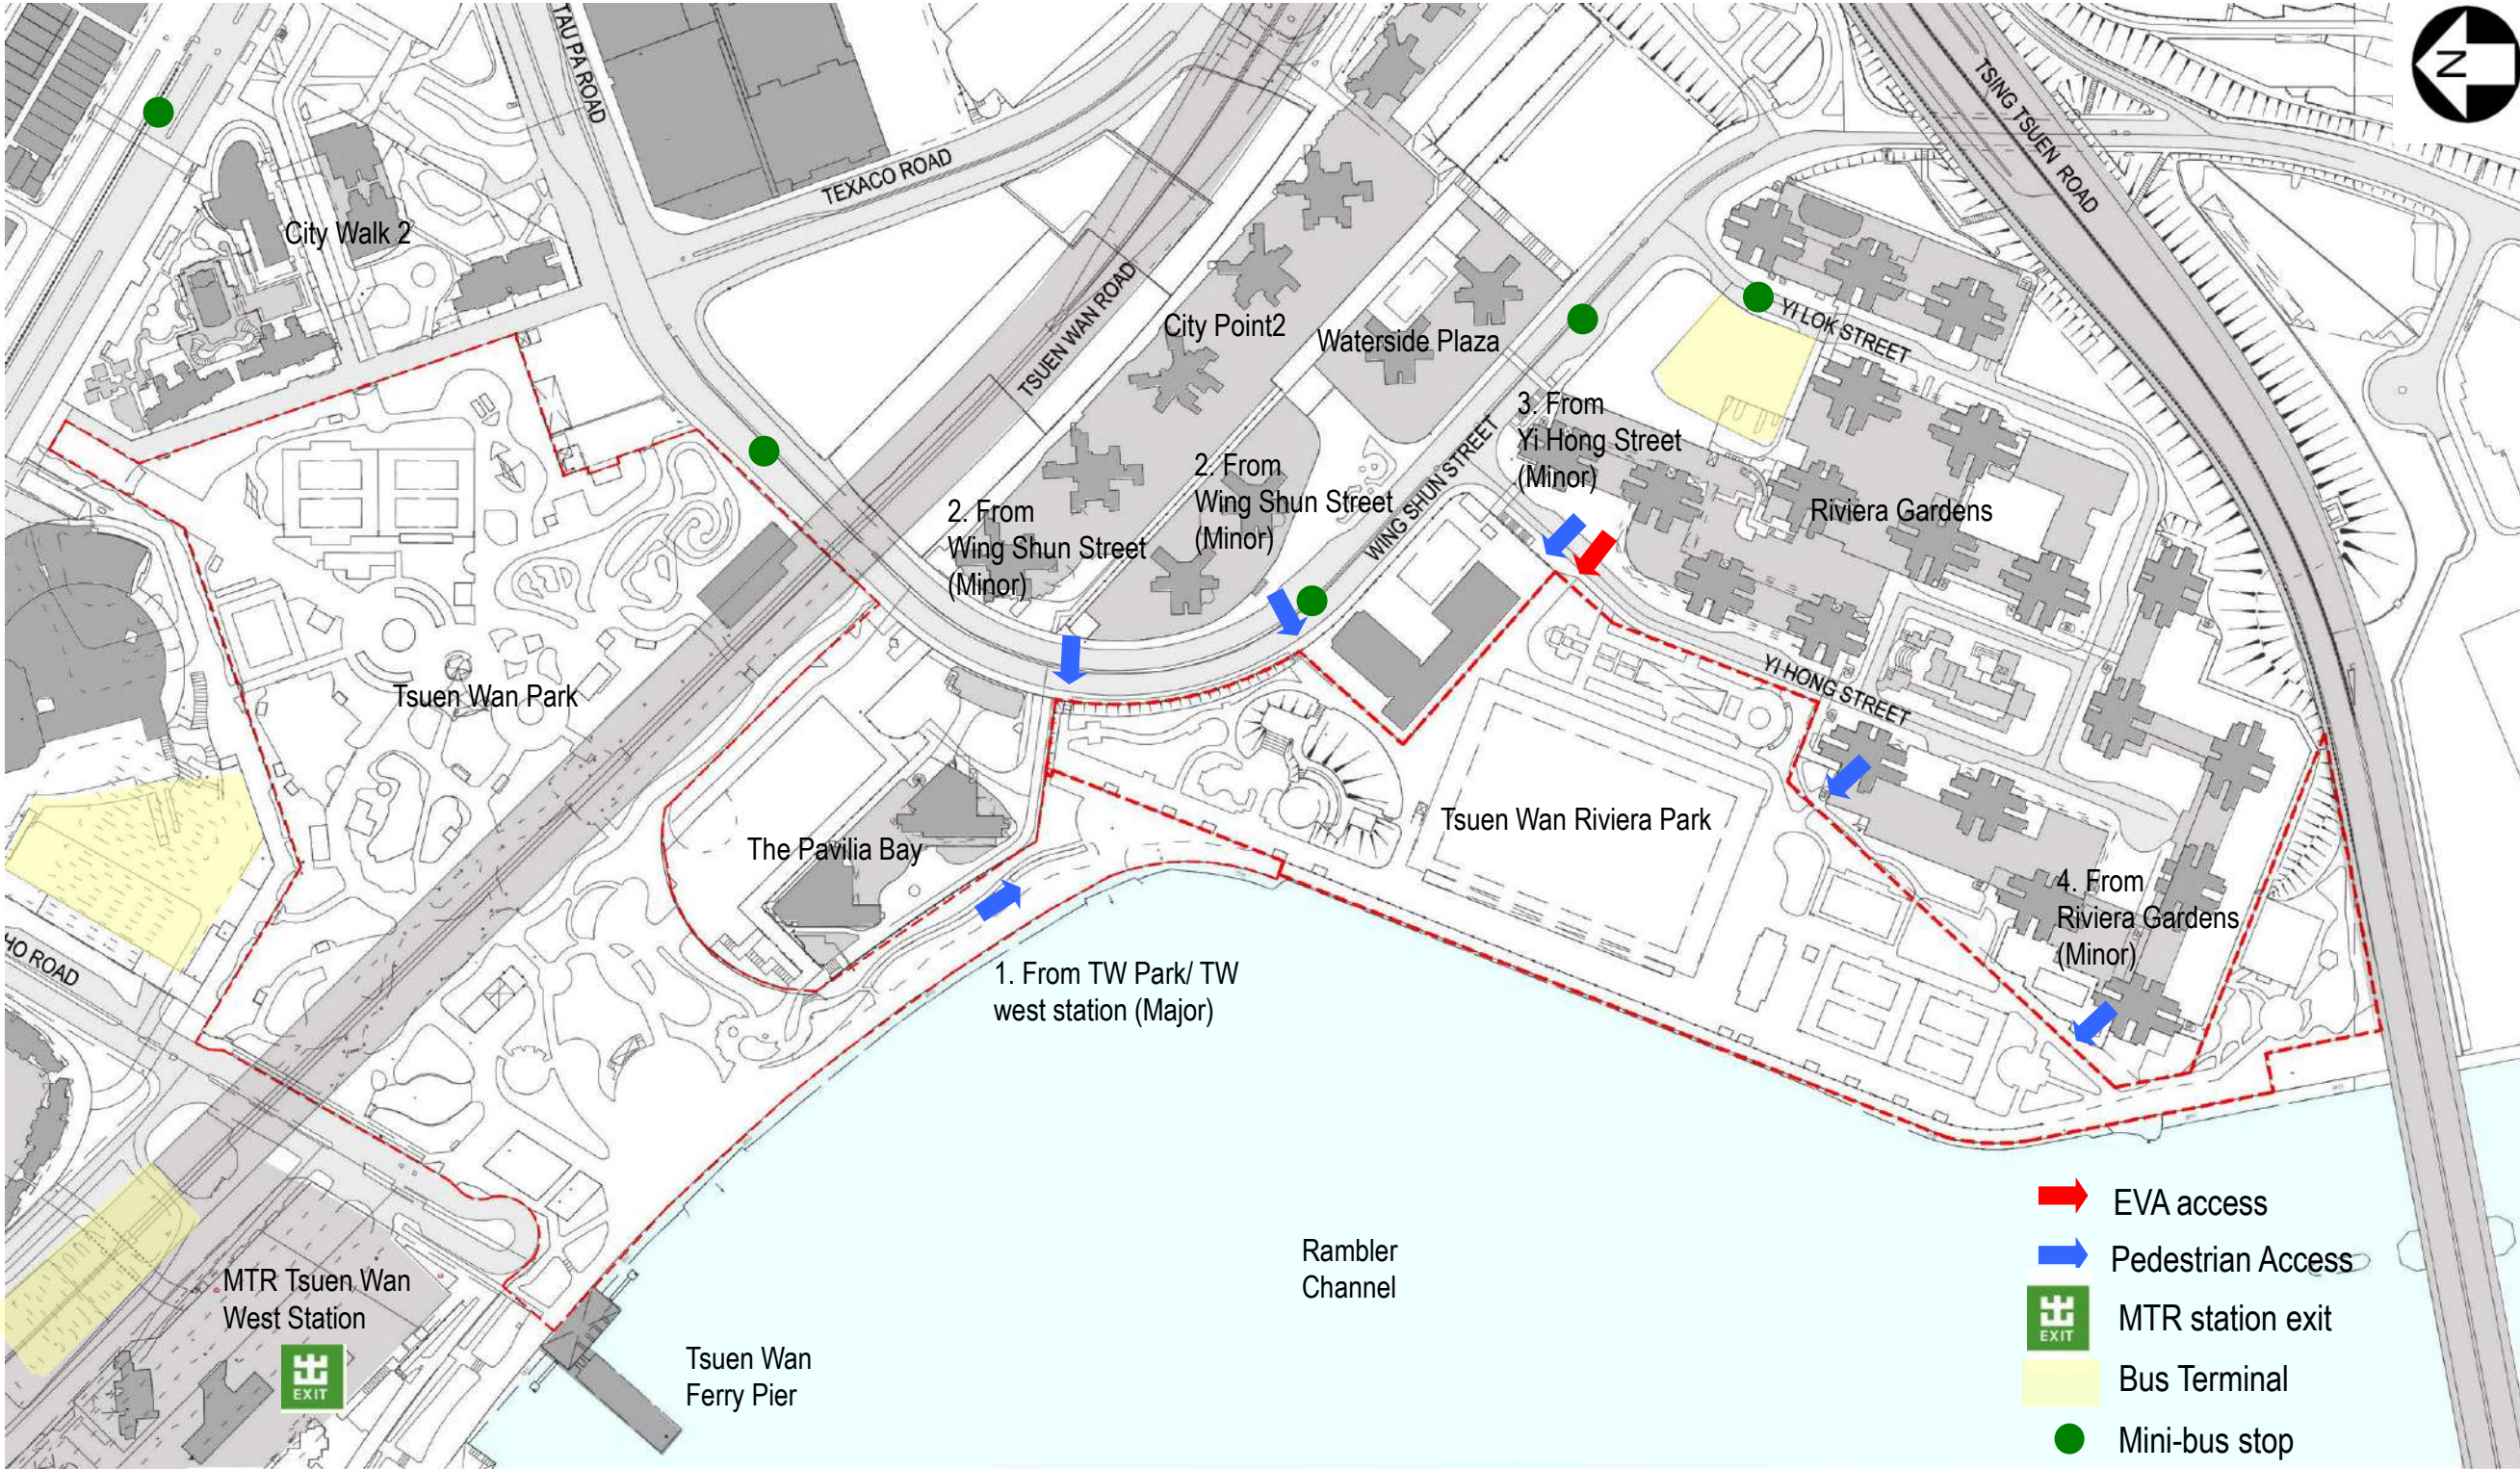 N
TAU PA ROAD
TSING TSUEN ROAD
TEXACO ROAD
City Walk 2
TSUEN WAN ROAD
City Point2
Waterside Plaza
YI LOK STREET
3. From
Yi Hong Street
(Minor)
WING SHUN STREET
2. From
Wing Shun Street
(Minor)
2. From
Wing Shun Street
(Minor)
Riviera Gardens
YI HONG STREET
Tsuen Wan Park
The Pavilia Bay
Tsuen Wan Riviera Park
4. From
Riviera Gardens
(Minor)
HO ROAD
1. From TW Park/ TW
west station (Major)
MTR Tsuen Wan
West Station
EXIT
Tsuen Wan
Ferry Pier
Rambler
Channel
EVA access
Pedestrian Access
EXIT
MTR station exit
Bus Terminal
Mini-bus stop